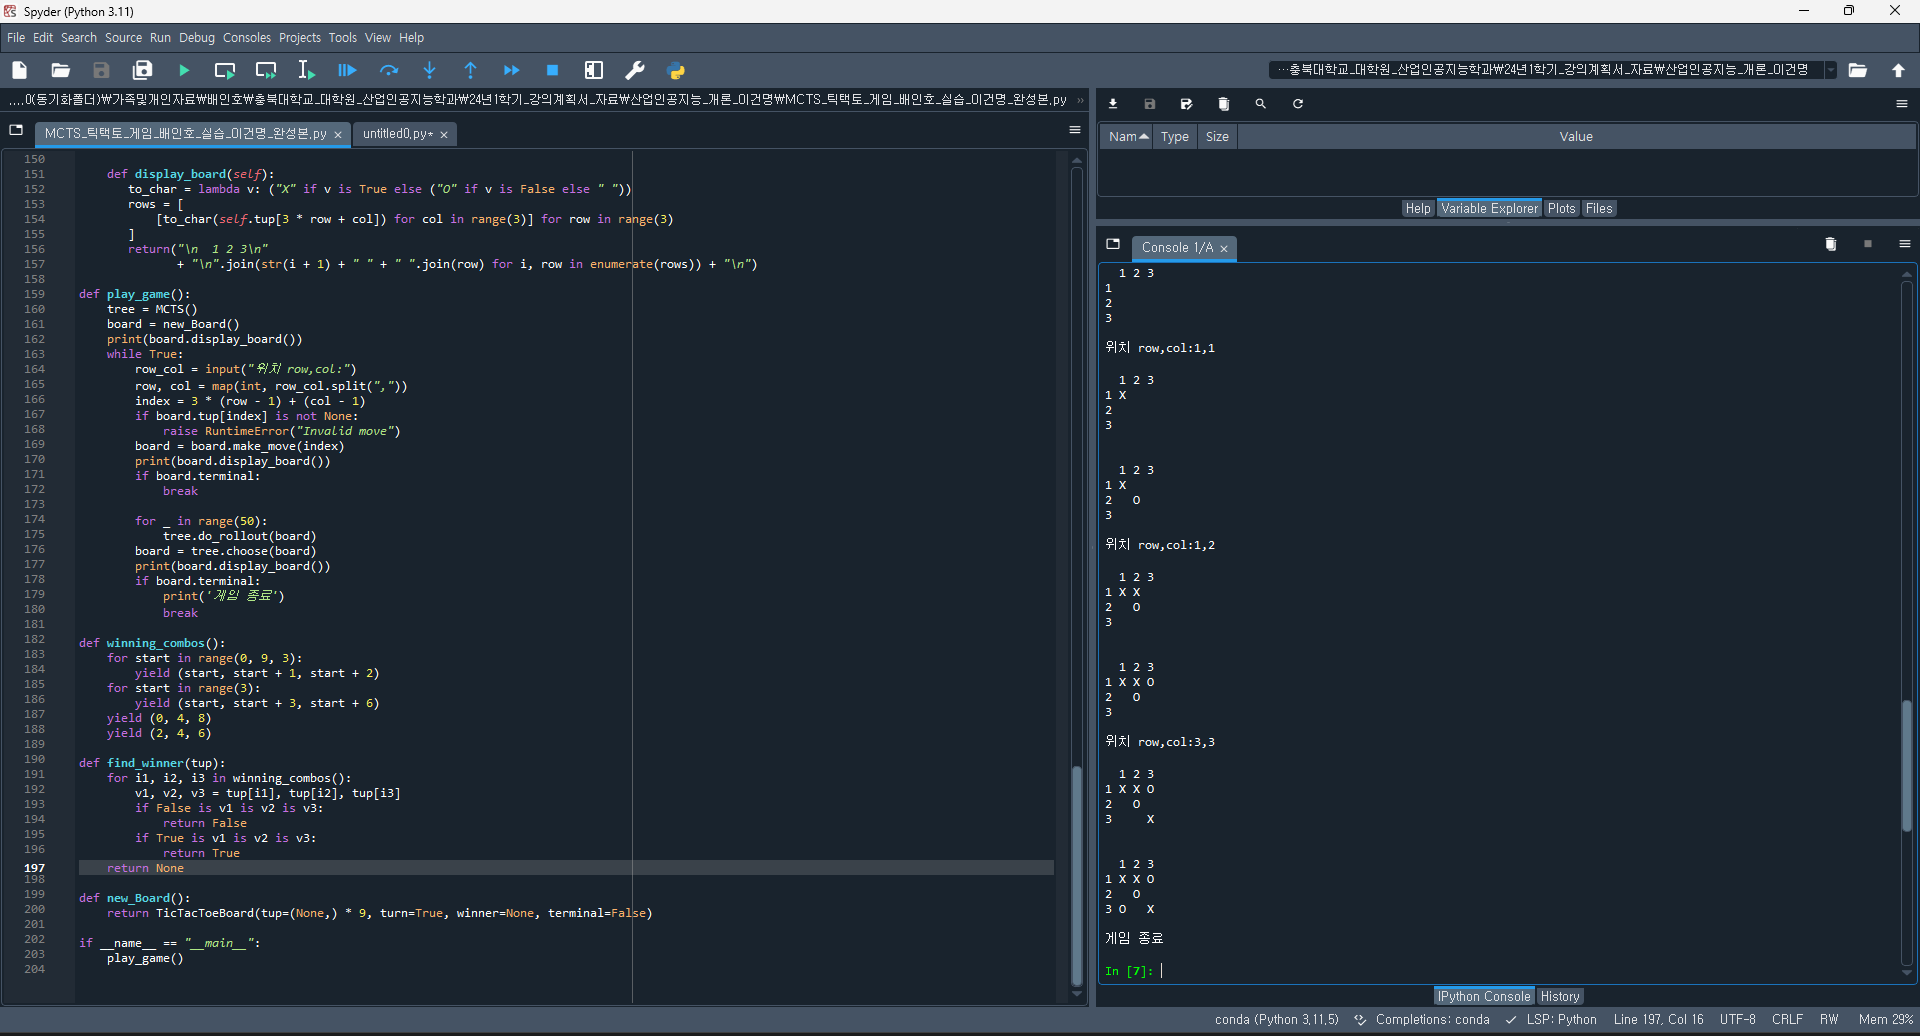 Spyder (Python 3.11)
File Edit Search Source Run Debug Consoles Projects Tools View Help
...충북대학교_대학원_산업인공지능학과₩24년1학기_강의계획서_자료₩산업인공지능_개론_이건명
...,0(동기화폴더)₩가족및개인자료₩배인호₩충북대학교_대학원_산업인공지능학과₩24년1학기_강의계획서_자료₩산업인공지능_개론_이건명₩MCTS_틱택토_게임_배인호_실습_이건명_완성본.py
MCTS_틱택토_게임_배인호_실습_이건명_완성본.py untitled0.py*
150
151 def display_board(self):
152 to_char = lambda v: ("X" if v is True else ("O" if v is False else " "))
153 rows = [
154 [to_char(self.tup[3 * row + col]) for col in range(3)] for row in range(3)
155 ]
156 return("\n  1 2 3\n"
157 + "\n".join(str(i + 1) + " " + " ".join(row) for i, row in enumerate(rows)) + "\n")
158
159 def play_game():
160 tree = MCTS()
161 board = new_Board()
162 print(board.display_board())
163 while True:
164 row_col = input("위치 row,col:")
165 row, col = map(int, row_col.split(","))
166 index = 3 * (row - 1) + (col - 1)
167 if board.tup[index] is not None:
168 raise RuntimeError("Invalid move")
169 board = board.make_move(index)
170 print(board.display_board())
171 if board.terminal:
172 break
173
174 for _ in range(50):
175 tree.do_rollout(board)
176 board = tree.choose(board)
177 print(board.display_board())
178 if board.terminal:
179 print('게임 종료')
180 break
181
182 def winning_combos():
183 for start in range(0, 9, 3):
184 yield (start, start + 1, start + 2)
185 for start in range(3):
186 yield (start, start + 3, start + 6)
187 yield (0, 4, 8)
188 yield (2, 4, 6)
189
190 def find_winner(tup):
191 for i1, i2, i3 in winning_combos():
192 v1, v2, v3 = tup[i1], tup[i2], tup[i3]
193 if False is v1 is v2 is v3:
194 return False
195 if True is v1 is v2 is v3:
196 return True
197 return None
198
199 def new_Board():
200 return TicTacToeBoard(tup=(None,) * 9, turn=True, winner=None, terminal=False)
201
202 if __name__ == "__main__":
203 play_game()
204
Nam Type Size Value
Help Variable Explorer Plots Files
Console 1/A
1 2 3
1
2
3
위치 row,col:1,1
1 2 3
1 X
2
3
1 2 3
1 X
2   O
3
위치 row,col:1,2
1 2 3
1 X X
2   O
3
1 2 3
1 X X O
2   O
3
위치 row,col:3,3
1 2 3
1 X X O
2   O
3     X
1 2 3
1 X X O
2   O
3 O   X
게임 종료
In [7]:
IPython Console History
conda (Python 3.11.5) Completions: conda LSP: Python Line 197, Col 16 UTF-8 CRLF RW Mem 29%